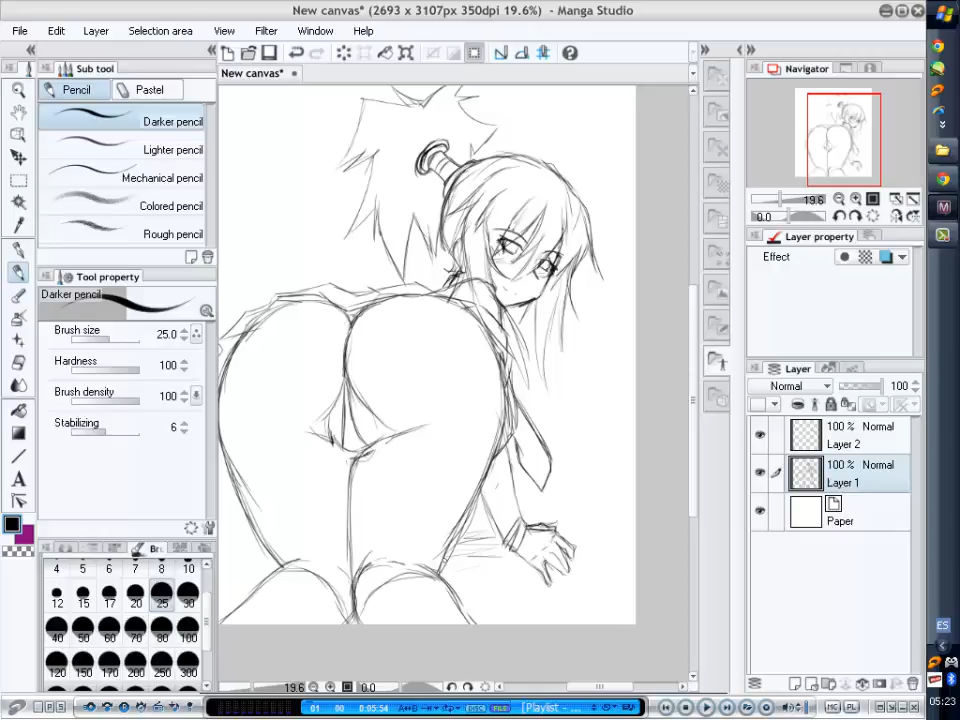 New canvas* (2693 x 3107px 350dpi 19.6%) - Manga Studio
File Edit Layer Selection area View Filter Window Help
Sub tool
New canvas*
Navigator
Pencil Pastel
Darker pencil
Lighter pencil
Mechanical pencil
Colored pencil
Rough pencil
19.6
0.0
Layer property
Effect
Tool property
Darker pencil
Brush size 25.0
Hardness 100
Brush density 100
Stabilizing 6
Layer
Normal 100
100 % Normal
Layer 2
100 % Normal
Layer 1
Paper
A
4 5 6 7 8 10
12 15 17 20 25 30
40 50 60 70 80 100
120 150 170 200 250 300
19.6 0.0
ES
01 00 0:05:54 [Playlist -
MC PL
05:23